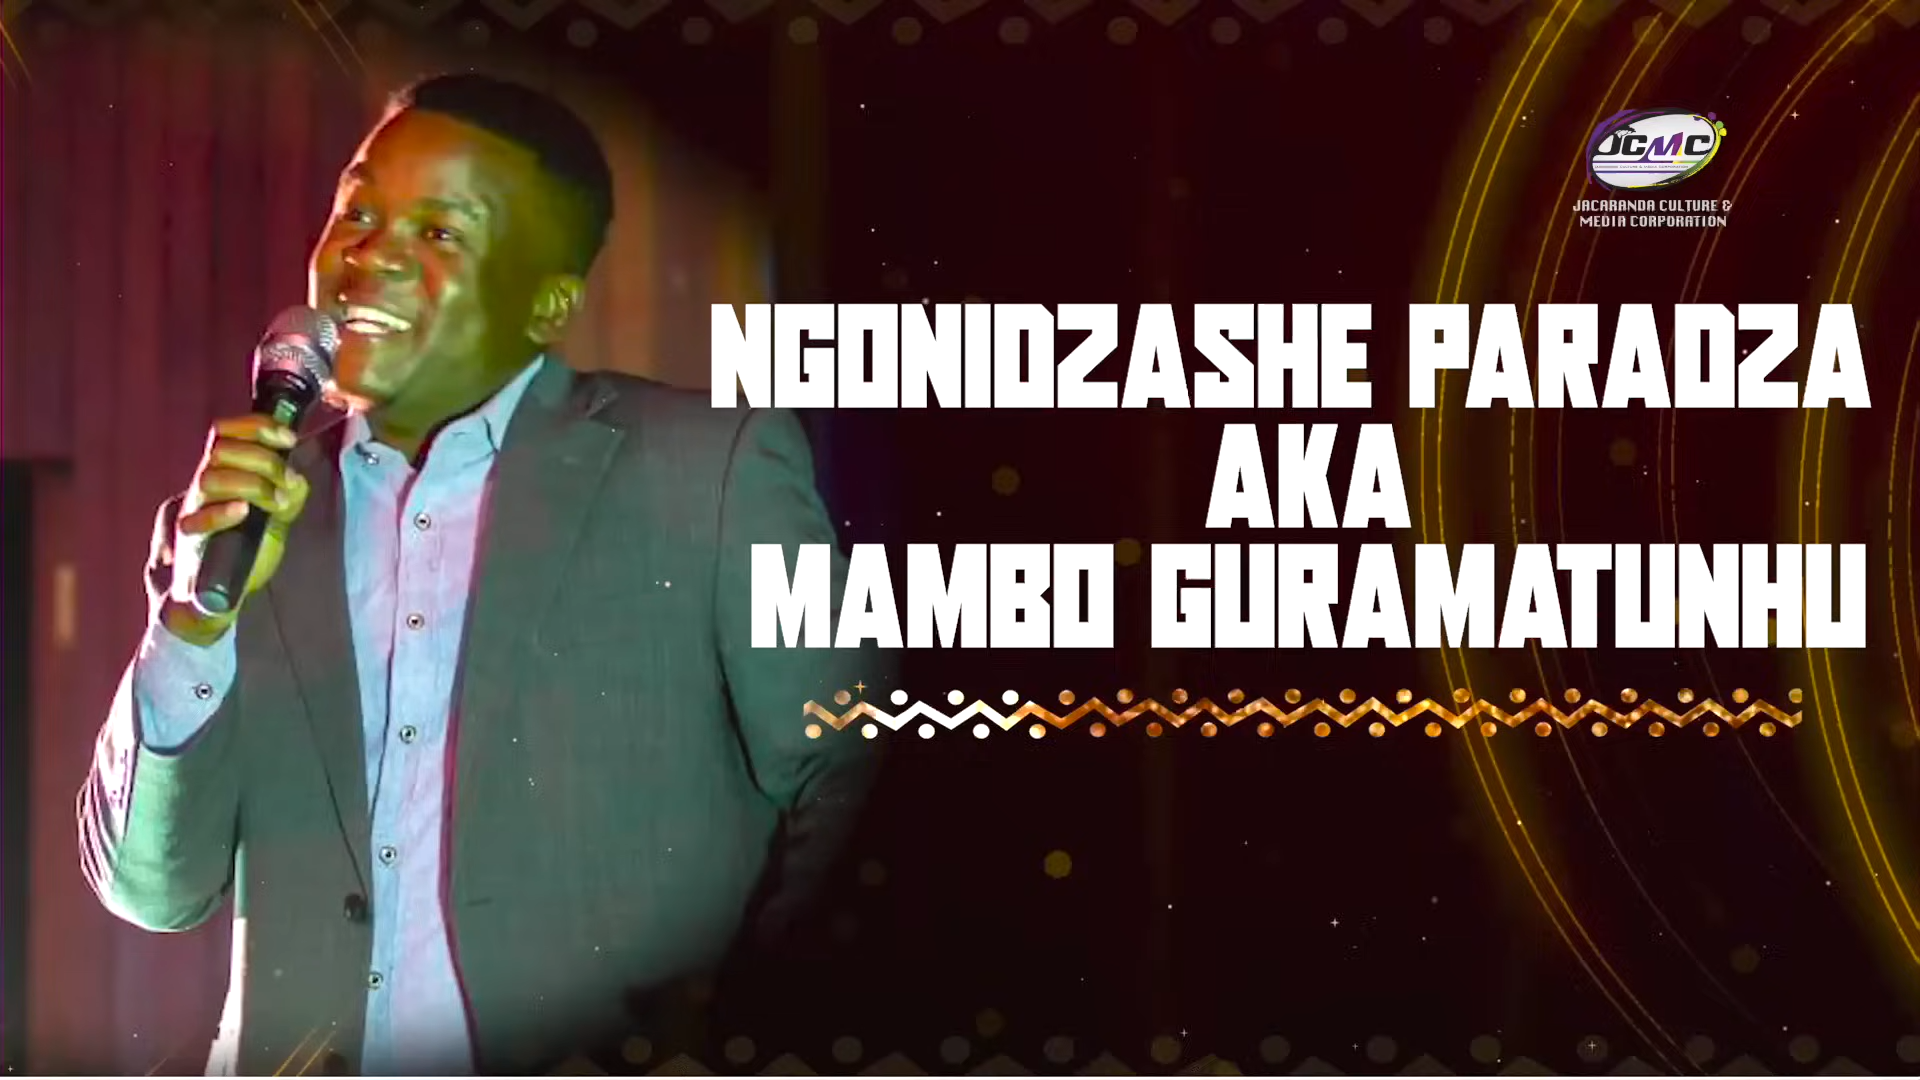 JCMC
JACARANDA CULTURE &
MEDIA CORPORATION
NGONIDZASHE PARADZA
AKA
MAMBO GURAMATUNHU